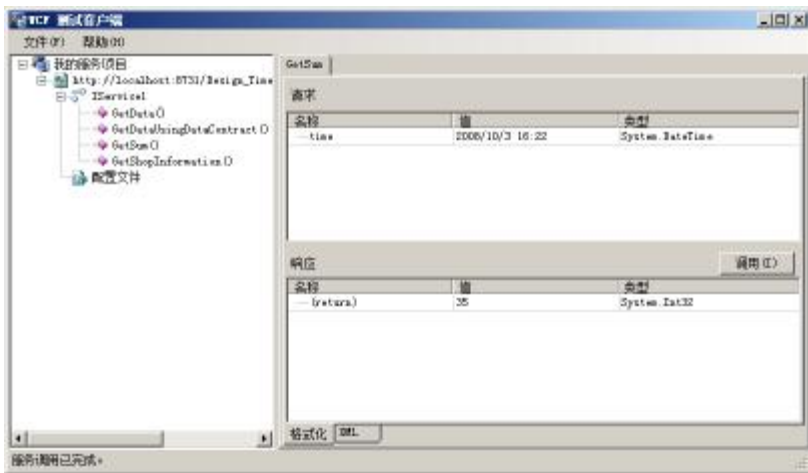 WCF 测试客户端
文件(F) 帮助(H)
我的服务项目
http://localhost:8731/Design_Time
IService1
GetData()
GetDataUsingDataContract()
GetSum()
GetShopInformation()
配置文件
GetSum
请求
名称 值 类型
time 2008/10/3 16:22 System.DateTime
响应
调用(I)
名称 值 类型
(return) 35 System.Int32
格式化 XML
服务调用已完成。